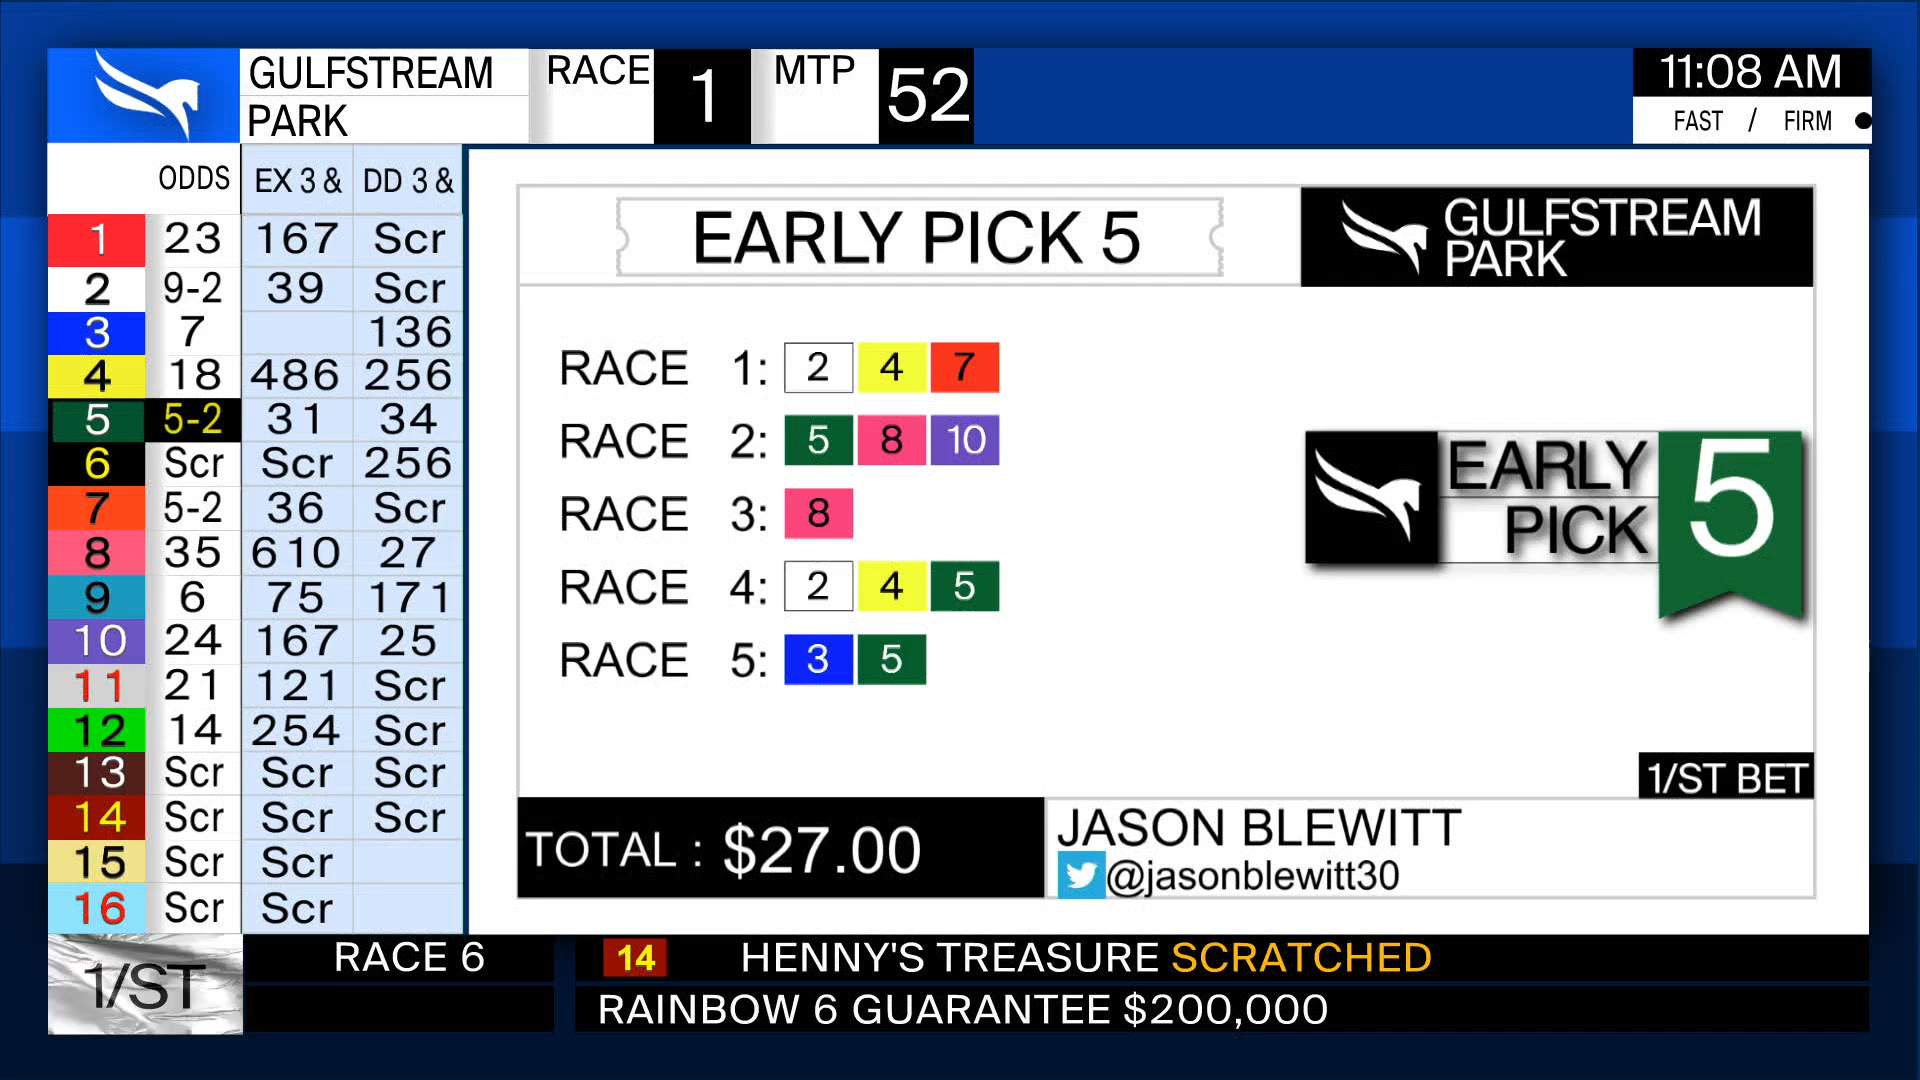 GULFSTREAM PARK RACE 1 MTP 52
11:08 AM
FAST / FIRM
ODDS EX 3 & DD 3 &
1 23 167 Scr
2 9-2 39 Scr
3 7 136
4 18 486 256
5 5-2 31 34
6 Scr Scr 256
7 5-2 36 Scr
8 35 610 27
9 6 75 171
10 24 167 25
11 21 121 Scr
12 14 254 Scr
13 Scr Scr Scr
14 Scr Scr Scr
15 Scr Scr
16 Scr Scr
EARLY PICK 5
GULFSTREAM
PARK
RACE 1: 2 4 7
RACE 2: 5 8 10
RACE 3: 8
RACE 4: 2 4 5
RACE 5: 3 5
EARLY
PICK 5
1/ST BET
TOTAL : $27.00
JASON BLEWITT
@jasonblewitt30
1/ST
RACE 6 14 HENNY'S TREASURE SCRATCHED
RAINBOW 6 GUARANTEE $200,000